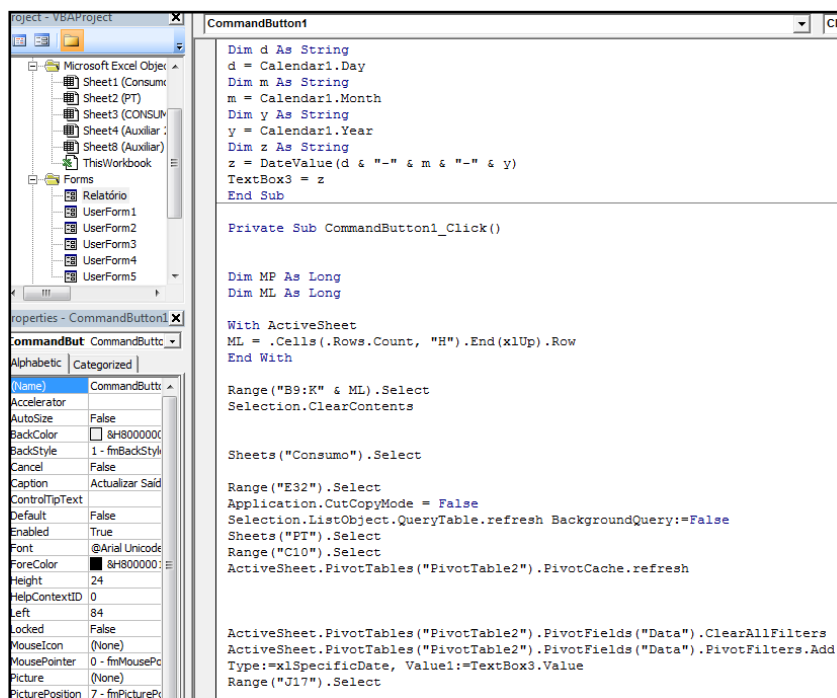 roject - VBAProject
Microsoft Excel Objec
Sheet1 (Consumo
Sheet2 (PT)
Sheet3 (CONSUM
Sheet4 (Auxiliar 2
Sheet8 (Auxiliar)
ThisWorkbook
Forms
Relatório
UserForm1
UserForm2
UserForm3
UserForm4
UserForm5
roperties - CommandButton1
CommandBut CommandButtc
Alphabetic Categorized
(Name) CommandButtc
Accelerator
AutoSize False
BackColor &H8000000
BackStyle 1 - fmBackStyl
Cancel False
Caption Actualizar Saíd
ControlTipText
Default False
Enabled True
Font @Arial Unicode
ForeColor &H8000001
Height 24
HelpContextID 0
Left 84
Locked False
MouseIcon (None)
MousePointer 0 - fmMousePo
Picture (None)
PicturePosition 7 - fmPicturePo
CommandButton1
Cl
Dim d As String
d = Calendar1.Day
Dim m As String
m = Calendar1.Month
Dim y As String
y = Calendar1.Year
Dim z As String
z = DateValue(d & "-" & m & "-" & y)
TextBox3 = z
End Sub
Private Sub CommandButton1_Click()
Dim MP As Long
Dim ML As Long
With ActiveSheet
ML = .Cells(.Rows.Count, "H").End(xlUp).Row
End With
Range("B9:K" & ML).Select
Selection.ClearContents
Sheets("Consumo").Select
Range("E32").Select
Application.CutCopyMode = False
Selection.ListObject.QueryTable.refresh BackgroundQuery:=False
Sheets("PT").Select
Range("C10").Select
ActiveSheet.PivotTables("PivotTable2").PivotCache.refresh
ActiveSheet.PivotTables("PivotTable2").PivotFields("Data").ClearAllFilters
ActiveSheet.PivotTables("PivotTable2").PivotFields("Data").PivotFilters.Add
Type:=xlSpecificDate, Value1:=TextBox3.Value
Range("J17").Select